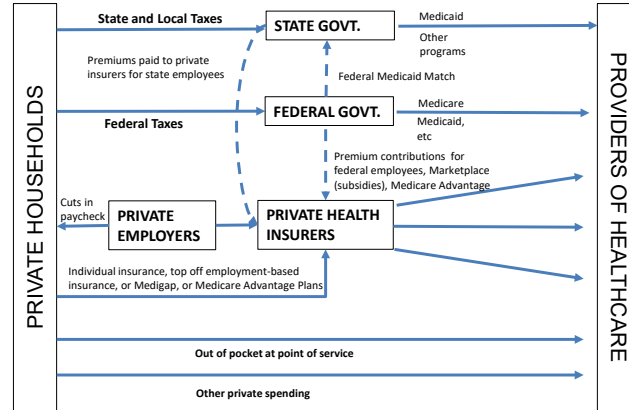 State and Local Taxes
STATE GOVT.
Medicaid
Other
programs
Premiums paid to private
insurers for state employees
Federal Medicaid Match
FEDERAL GOVT.
Medicare
Medicaid,
etc
Federal Taxes
Premium contributions for
federal employees, Marketplace
(subsidies), Medicare Advantage
Cuts in
paycheck
PRIVATE
EMPLOYERS
PRIVATE HEALTH
INSURERS
Individual insurance, top off employment-based
insurance, or Medigap, or Medicare Advantage Plans
Out of pocket at point of service
Other private spending
PRIVATE HOUSEHOLDS
PROVIDERS OF HEALTHCARE